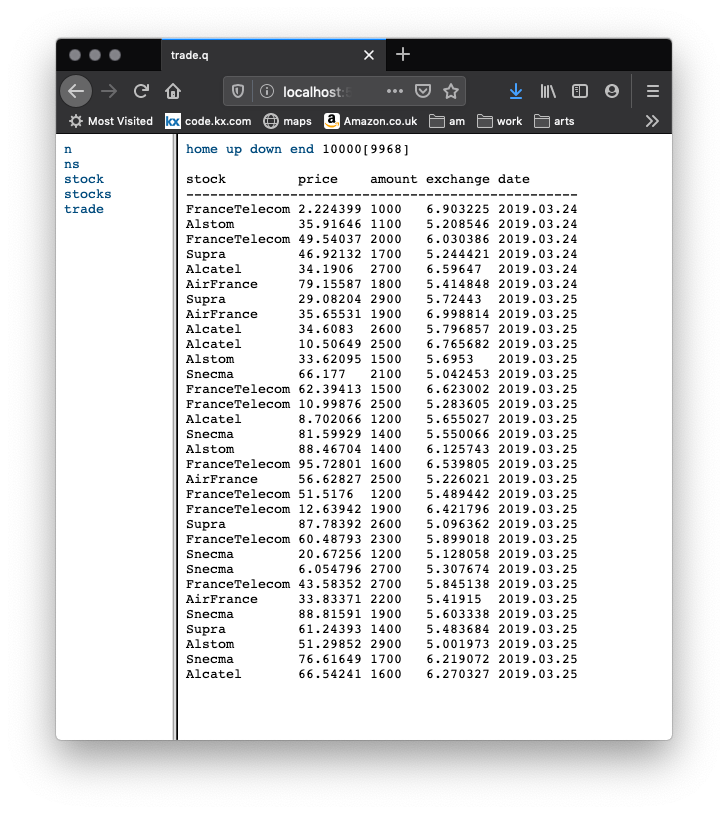 trade.q
localhost:5
Most Visited kx code.kx.com maps a Amazon.co.uk am work arts
n
ns
stock
stocks
trade
home up down end 10000[9968]
stock price amount exchange date
-------------------------------------------------
FranceTelecom 2.224399 1000 6.903225 2019.03.24
Alstom 35.91646 1100 5.208546 2019.03.24
FranceTelecom 49.54037 2000 6.030386 2019.03.24
Supra 46.92132 1700 5.244421 2019.03.24
Alcatel 34.1906 2700 6.59647 2019.03.24
AirFrance 79.15587 1800 5.414848 2019.03.24
Supra 29.08204 2900 5.72443 2019.03.25
AirFrance 35.65531 1900 6.998814 2019.03.25
Alcatel 34.6083 2600 5.796857 2019.03.25
Alcatel 10.50649 2500 6.765682 2019.03.25
Alstom 33.62095 1500 5.6953 2019.03.25
Snecma 66.177 2100 5.042453 2019.03.25
FranceTelecom 62.39413 1500 6.623002 2019.03.25
FranceTelecom 10.99876 2500 5.283605 2019.03.25
Alcatel 8.702066 1200 5.655027 2019.03.25
Snecma 81.59929 1400 5.550066 2019.03.25
Alstom 88.46704 1400 6.125743 2019.03.25
FranceTelecom 95.72801 1600 6.539805 2019.03.25
AirFrance 56.62827 2500 5.226021 2019.03.25
FranceTelecom 51.5176 1200 5.489442 2019.03.25
FranceTelecom 12.63942 1900 6.421796 2019.03.25
Supra 87.78392 2600 5.096362 2019.03.25
FranceTelecom 60.48793 2300 5.899018 2019.03.25
Snecma 20.67256 1200 5.128058 2019.03.25
Snecma 6.054796 2700 5.307674 2019.03.25
FranceTelecom 43.58352 2700 5.845138 2019.03.25
AirFrance 33.83371 2200 5.41915 2019.03.25
Snecma 88.81591 1900 5.603338 2019.03.25
Supra 61.24393 1400 5.483684 2019.03.25
Alstom 51.29852 2900 5.001973 2019.03.25
Snecma 76.61649 1700 6.219072 2019.03.25
Alcatel 66.54241 1600 6.270327 2019.03.25